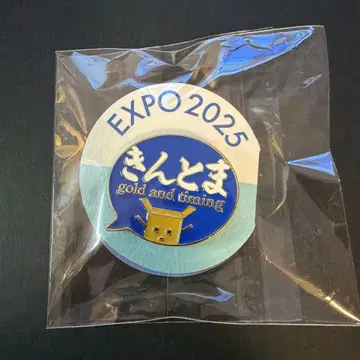 EXPO 2025
きんとま
gold and timing